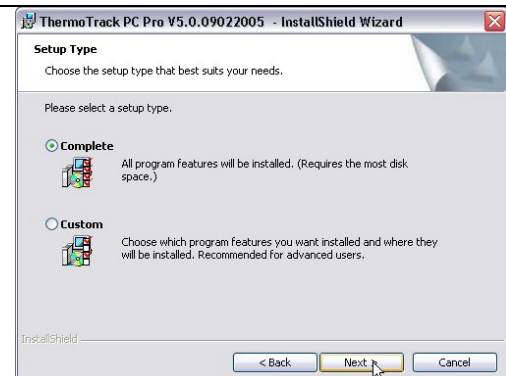 ThermoTrack PC Pro V5.0.09022005 - InstallShield Wizard
Setup Type
Choose the setup type that best suits your needs.
Please select a setup type.
Complete
All program features will be installed. (Requires the most disk
space.)
Custom
Choose which program features you want installed and where they
will be installed. Recommended for advanced users.
InstallShield
< Back
Next >
Cancel